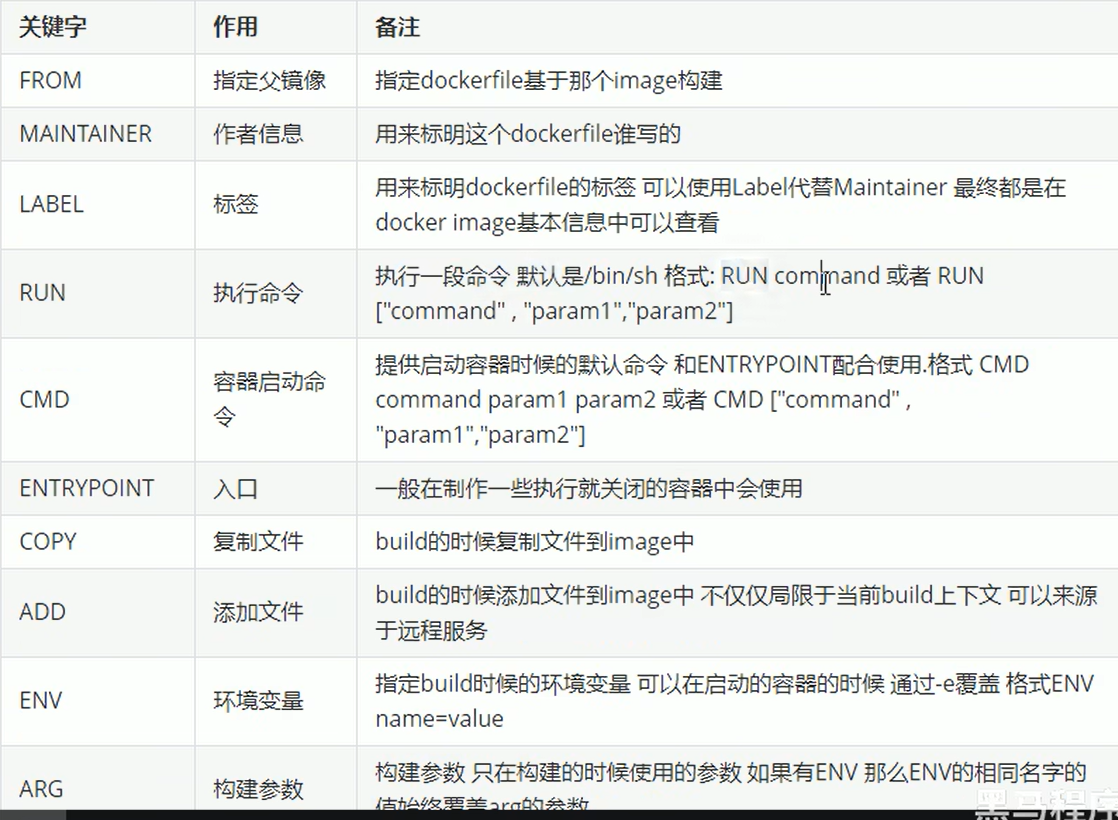 关键字 作用 备注
FROM 指定父镜像 指定dockerfile基于那个image构建
MAINTAINER 作者信息 用来标明这个dockerfile谁写的
LABEL 标签 用来标明dockerfile的标签 可以使用Label代替Maintainer 最终都是在
docker image基本信息中可以查看
RUN 执行命令 执行一段命令 默认是/bin/sh 格式: RUN command 或者 RUN
["command" , "param1","param2"]
CMD 容器启动命
令
提供启动容器时候的默认命令 和ENTRYPOINT配合使用.格式 CMD
command param1 param2 或者 CMD ["command" ,
"param1","param2"]
ENTRYPOINT 入口 一般在制作一些执行就关闭的容器中会使用
COPY 复制文件 build的时候复制文件到image中
ADD 添加文件 build的时候添加文件到image中 不仅仅局限于当前build上下文 可以来源
于远程服务
ENV 环境变量 指定build时候的环境变量 可以在启动的容器的时候 通过-e覆盖 格式ENV
name=value
ARG 构建参数 构建参数 只在构建的时候使用的参数 如果有ENV 那么ENV的相同名字的
值始终覆盖arg的参数
黑马程序